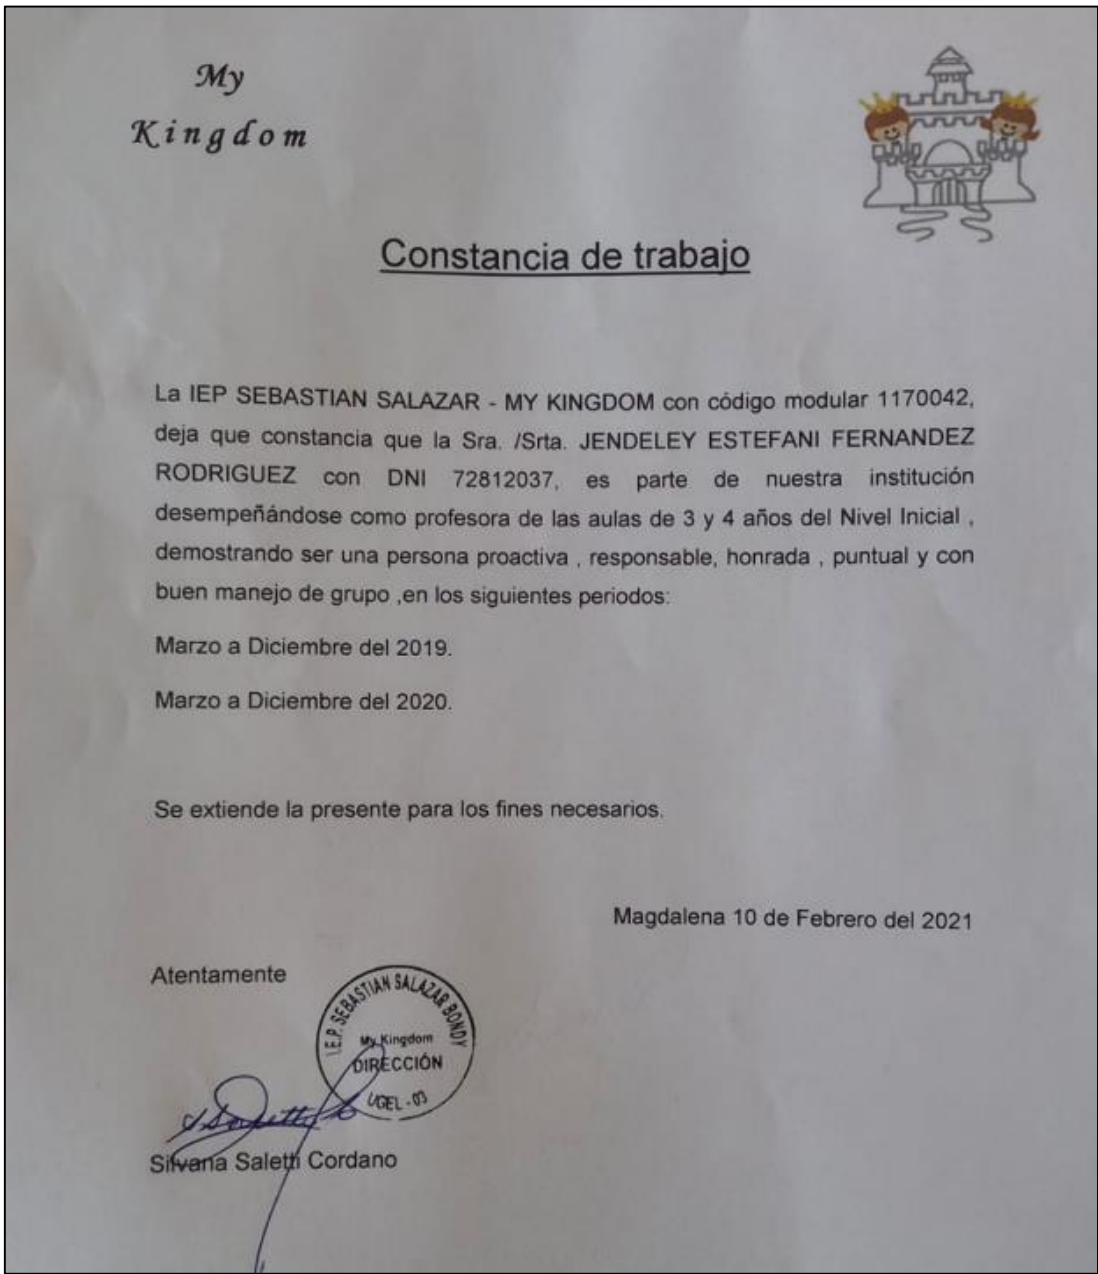 My
Kingdom
Constancia de trabajo
La IEP SEBASTIAN SALAZAR - MY KINGDOM con código modular 1170042,
deja que constancia que la Sra. /Srta. JENDELEY ESTEFANI FERNANDEZ
RODRIGUEZ con DNI 72812037, es parte de nuestra institución
desempeñándose como profesora de las aulas de 3 y 4 años del Nivel Inicial ,
demostrando ser una persona proactiva , responsable, honrada , puntual y con
buen manejo de grupo ,en los siguientes periodos:
Marzo a Diciembre del 2019.
Marzo a Diciembre del 2020.
Se extiende la presente para los fines necesarios.
Magdalena 10 de Febrero del 2021
Atentamente
I.E.P. SEBASTIAN SALAZAR BONDY
My Kingdom
DIRECCIÓN
UGEL - 03
Silvana Saletti Cordano